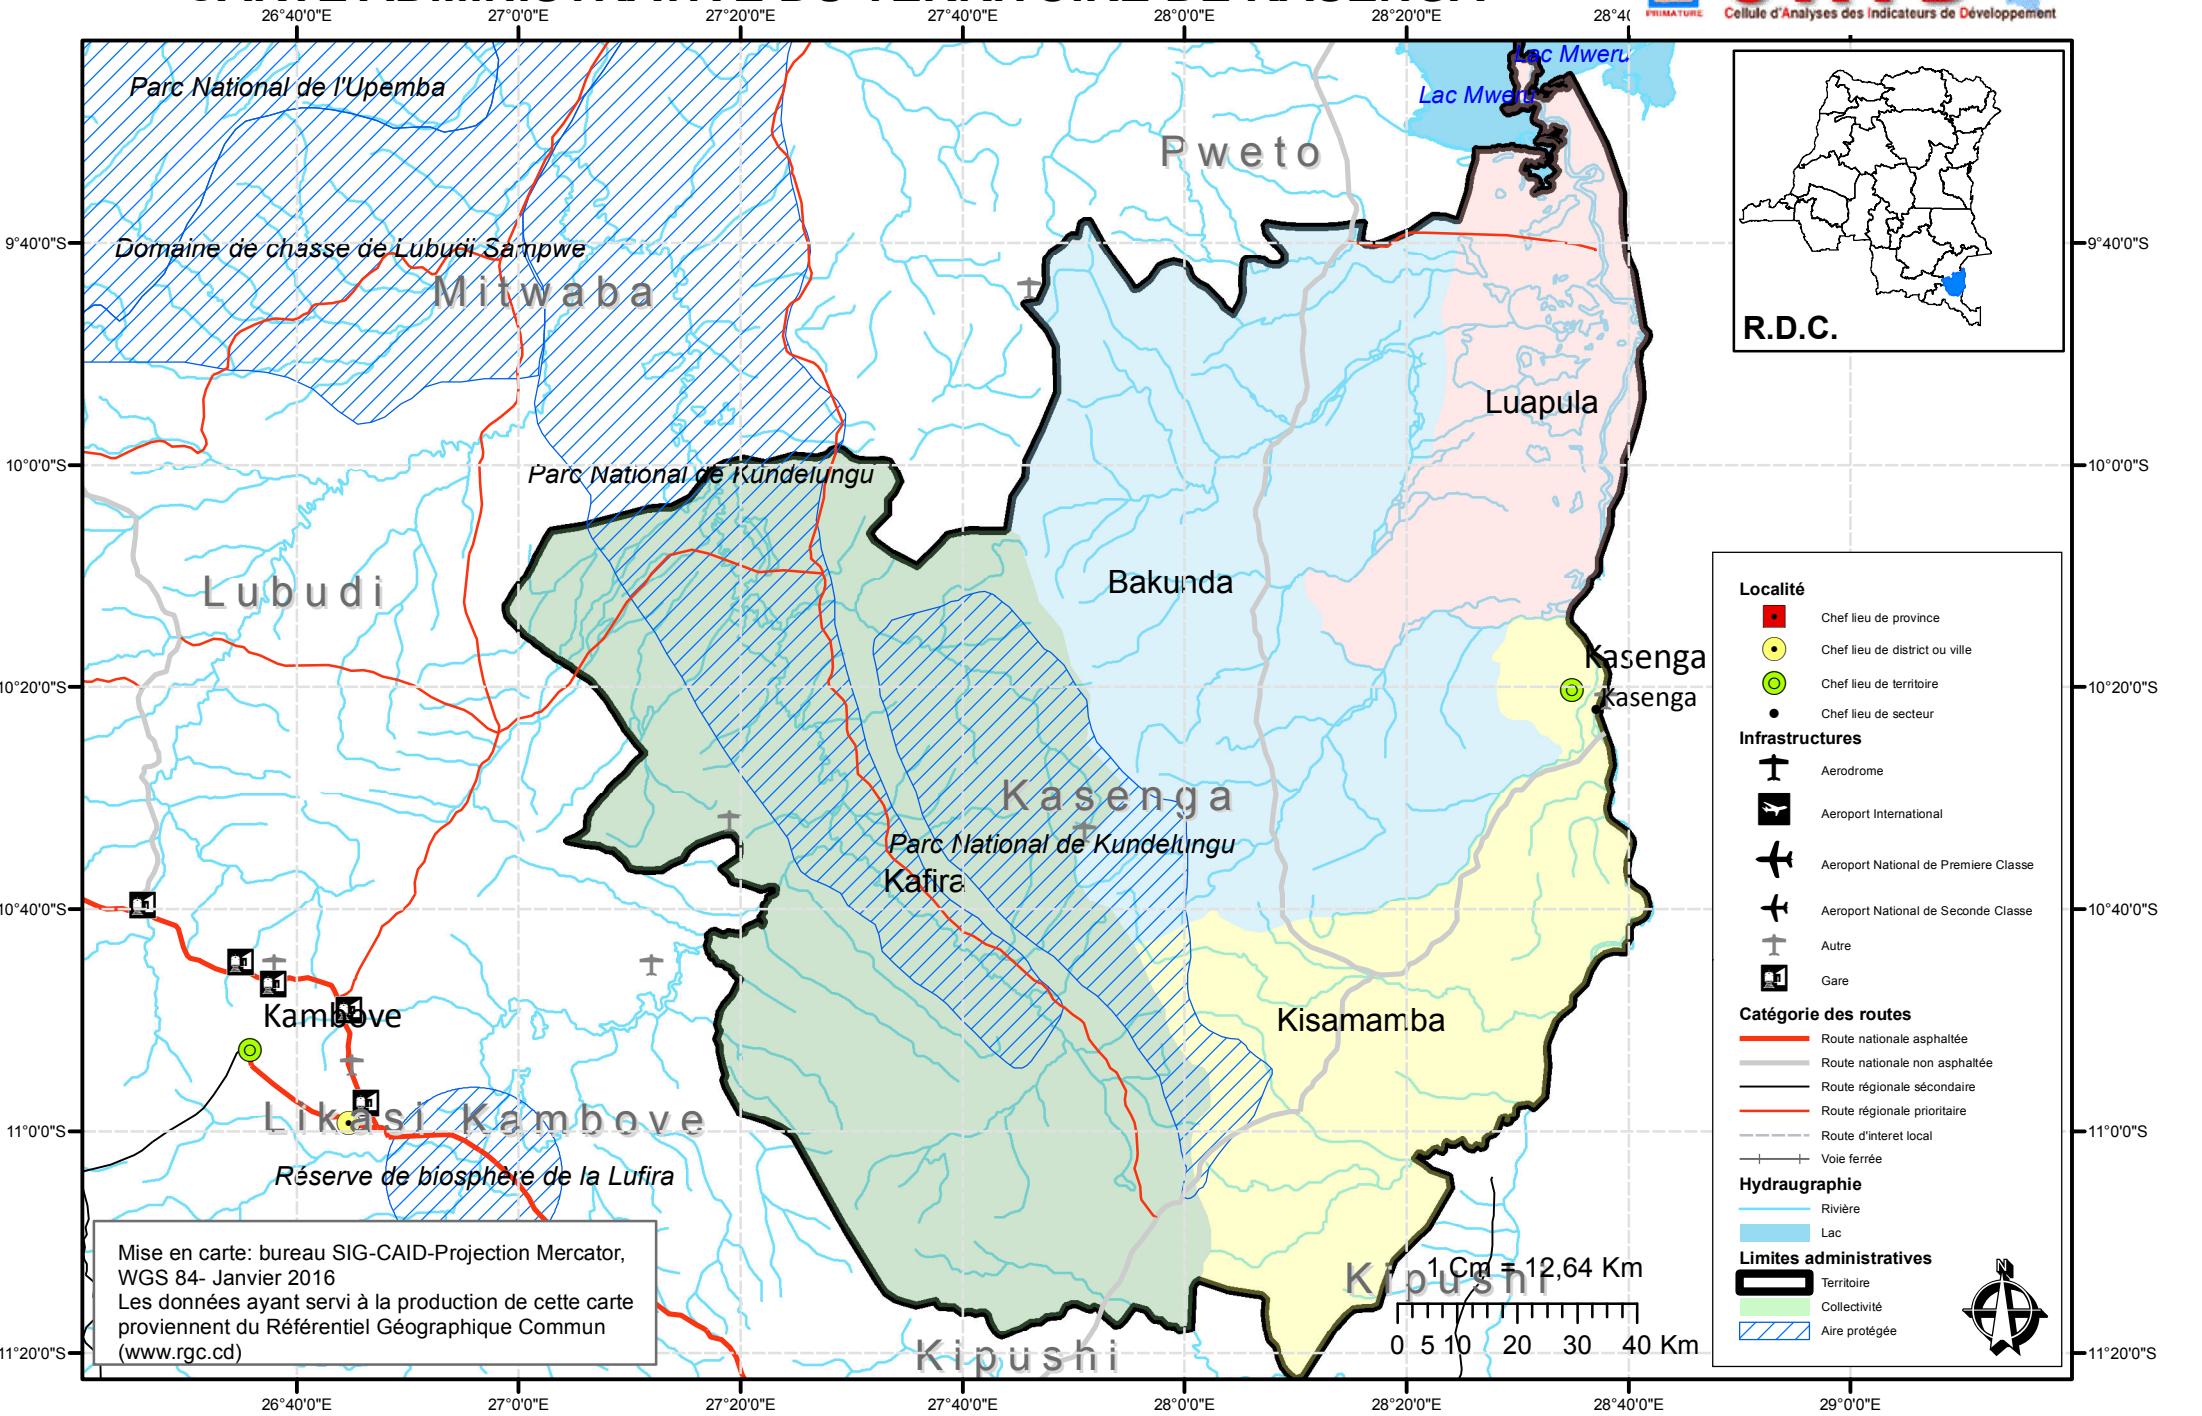 CARTE ADMINISTRATIVE DU TERRITOIRE DE KASENGA
PRIMATURE
Cellule d'Analyses des Indicateurs de Développement
26°40'0"E 27°0'0"E 27°20'0"E 27°40'0"E 28°0'0"E 28°20'0"E
Lac Mweru
Lac Mweru
Parc National de l'Upemba
Pweto
9°40'0"S
9°40'0"S
Domaine de chasse de Lubudi Sampwe
Mitwaba
R.D.C.
Luapula
10°0'0"S
10°0'0"S
Parc National de Kundelungu
Lubudi
Bakunda
Kasenga
Kasenga
10°20'0"S
10°20'0"S
Kasenga
Parc National de Kundelungu
Kafira
10°40'0"S
10°40'0"S
Kambove
Kisamamba
Likasi
Kambove
11°0'0"S
11°0'0"S
Réserve de biosphère de la Lufira
Kipushi
Kipushi
11°20'0"S
11°20'0"S
Mise en carte: bureau SIG-CAID-Projection Mercator,
WGS 84- Janvier 2016
Les données ayant servi à la production de cette carte
proviennent du Référentiel Géographique Commun
(www.rgc.cd)
1 Cm = 12,64 Km
0 5 10 20 30 40 Km
Localité
Chef lieu de province
Chef lieu de district ou ville
Chef lieu de territoire
Chef lieu de secteur
Infrastructures
Aerodrome
Aeroport International
Aeroport National de Premiere Classe
Aeroport National de Seconde Classe
Autre
Gare
Catégorie des routes
Route nationale asphaltée
Route nationale non asphaltée
Route régionale sécondaire
Route régionale prioritaire
Route d'interet local
Voie ferrée
Hydraugraphie
Rivière
Lac
Limites administratives
Territoire
Collectivité
Aire protégée
N
26°40'0"E 27°0'0"E 27°20'0"E 27°40'0"E 28°0'0"E 28°20'0"E 28°40'0"E 29°0'0"E